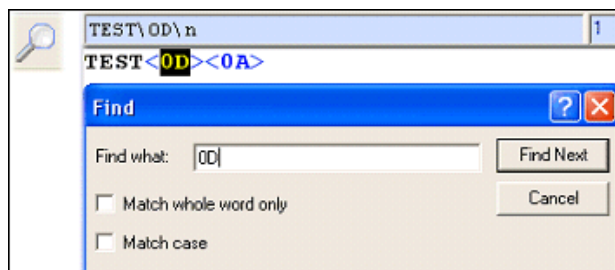 TEST\0D\n 1
TEST<0D><0A>
Find
Find what: 0D Find Next
Match whole word only Cancel
Match case